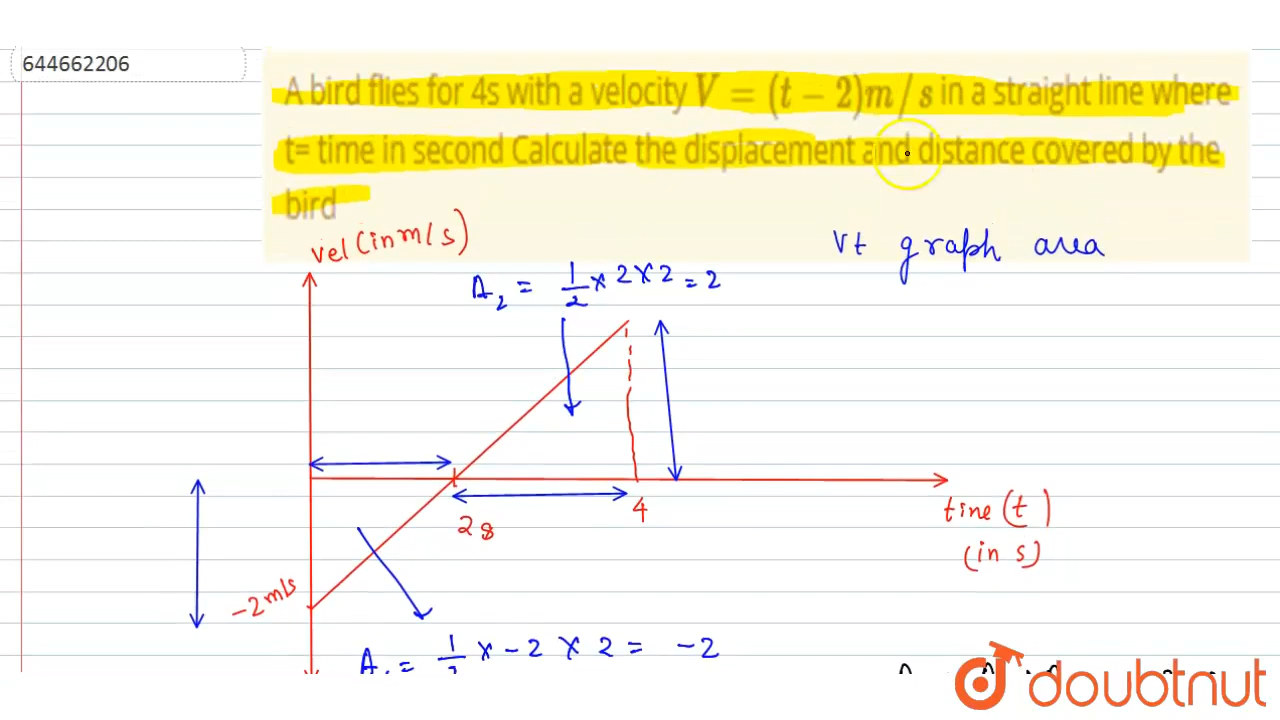 644662206
A bird flies for 4s with a velocity V = (t − 2)m/s in a straight line where
t= time in second Calculate the displacement and distance covered by the
bird
vel (in m/s)
Vt graph area
A₂ = 1/2 × 2 × 2 = 2
2s
4
tine (t)
(in s)
-2m/s
A₁ = 1/2 × -2 × 2 = -2
doubtnut